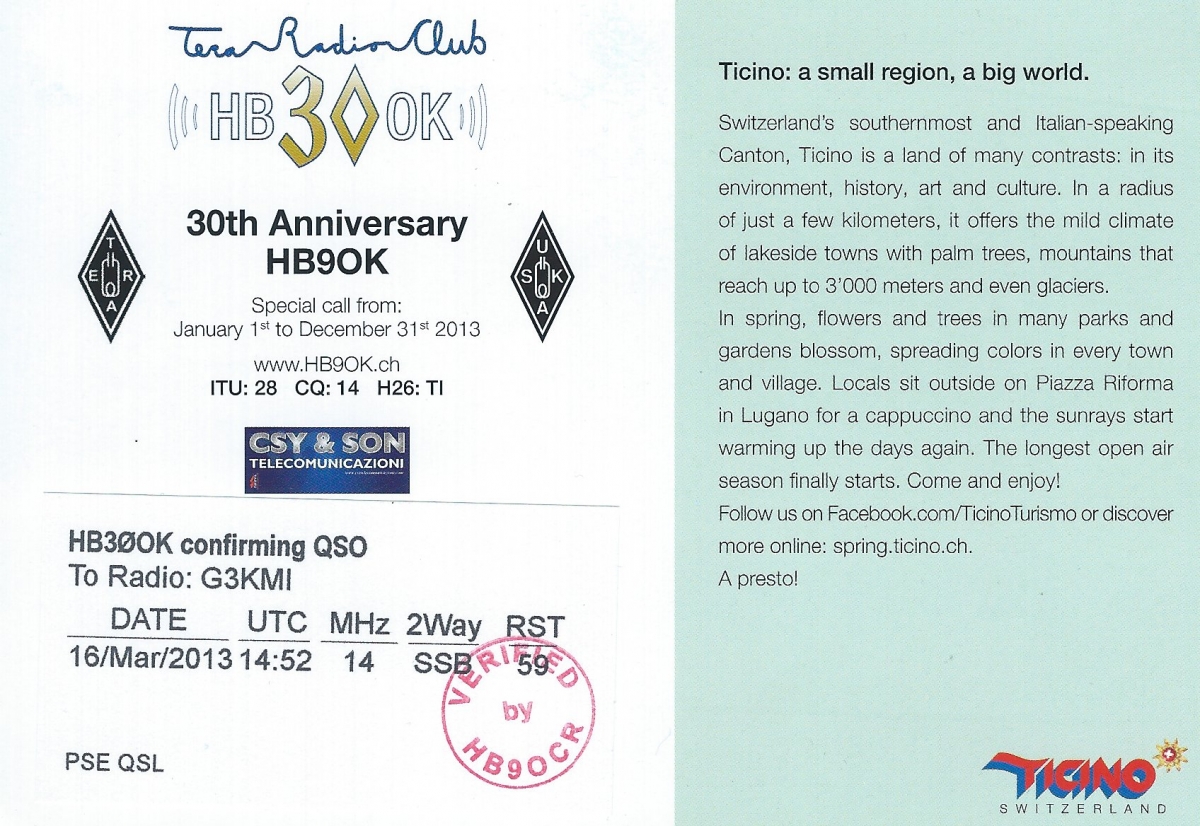 Tera Radio Club
HB30OK
30th Anniversary
HB9OK
T
E R
A
U
S K
A
Special call from:
January 1st to December 31st 2013
www.HB9OK.ch
ITU: 28 CQ: 14 H26: TI
CSY & SON
TELECOMUNICAZIONI
HB3ØOK confirming QSO
To Radio: G3KMI
DATE UTC MHz 2Way RST
16/Mar/2013 14:52 14 SSB 59
VERIFIED
by
HB9OCR
PSE QSL
Ticino: a small region, a big world.
Switzerland's southernmost and Italian-speaking
Canton, Ticino is a land of many contrasts: in its
environment, history, art and culture. In a radius
of just a few kilometers, it offers the mild climate
of lakeside towns with palm trees, mountains that
reach up to 3'000 meters and even glaciers.
In spring, flowers and trees in many parks and
gardens blossom, spreading colors in every town
and village. Locals sit outside on Piazza Riforma
in Lugano for a cappuccino and the sunrays start
warming up the days again. The longest open air
season finally starts. Come and enjoy!
Follow us on Facebook.com/TicinoTurismo or discover
more online: spring.ticino.ch.
A presto!
TICINO
SWITZERLAND